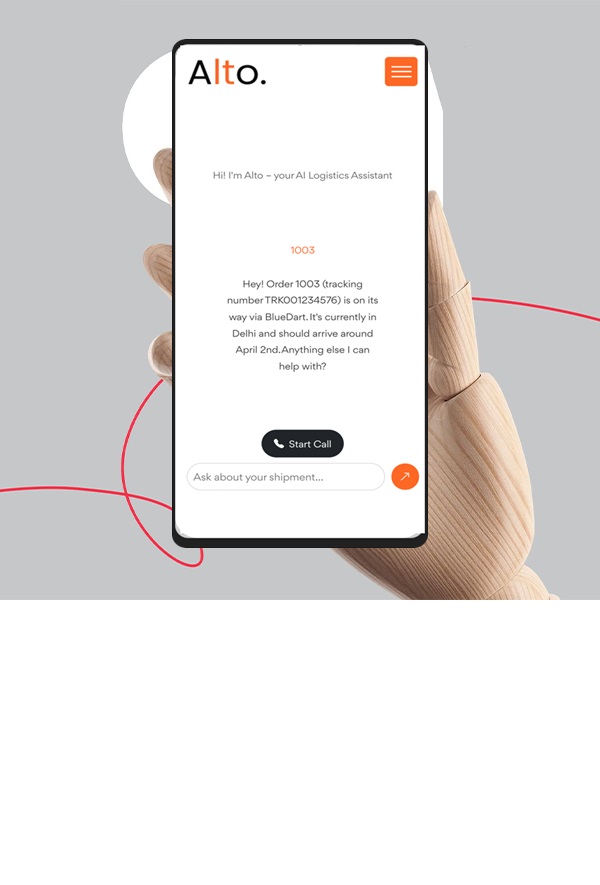 Alto.
Hi! I'm Alto – your AI Logistics Assistant
1003
Hey! Order 1003 (tracking
number TRK001234576) is on its
way via BlueDart. It's currently in
Delhi and should arrive around
April 2nd.Anything else I can
help with?
Start Call
Ask about your shipment...